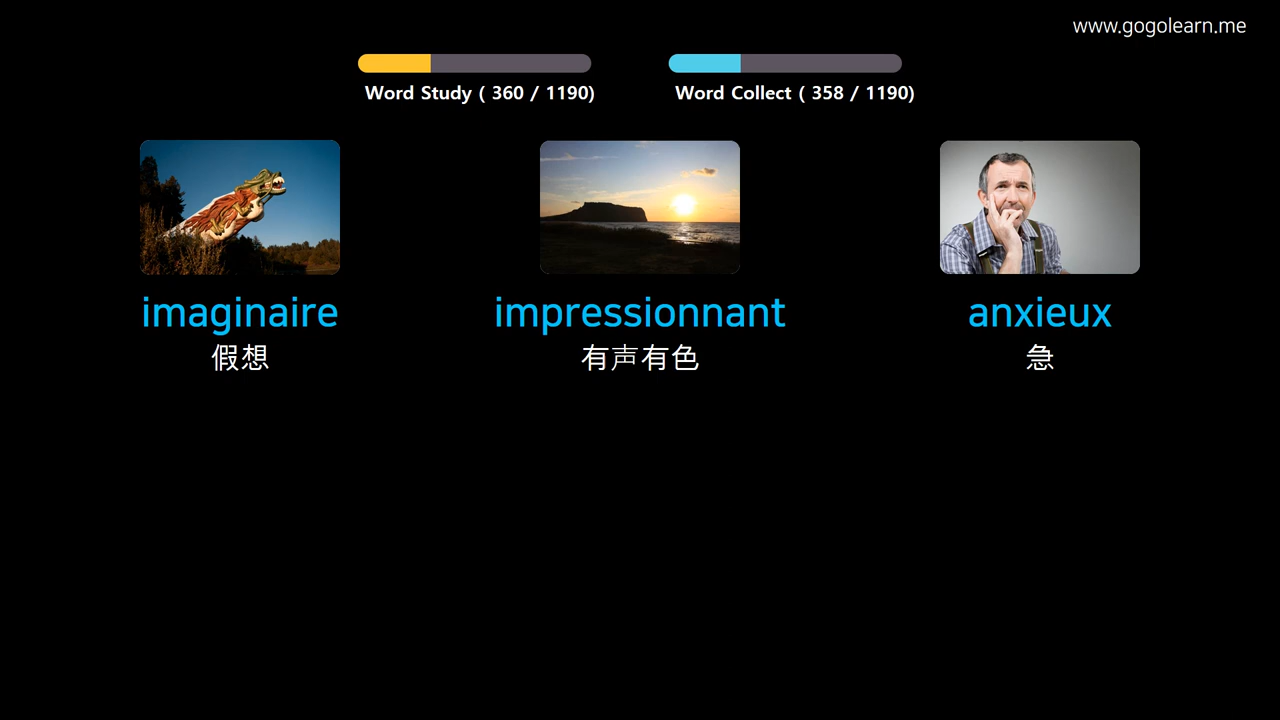 www.gogolearn.me
Word Study ( 360 / 1190)
Word Collect ( 358 / 1190)
imaginaire
假想
impressionnant
有声有色
anxieux
急